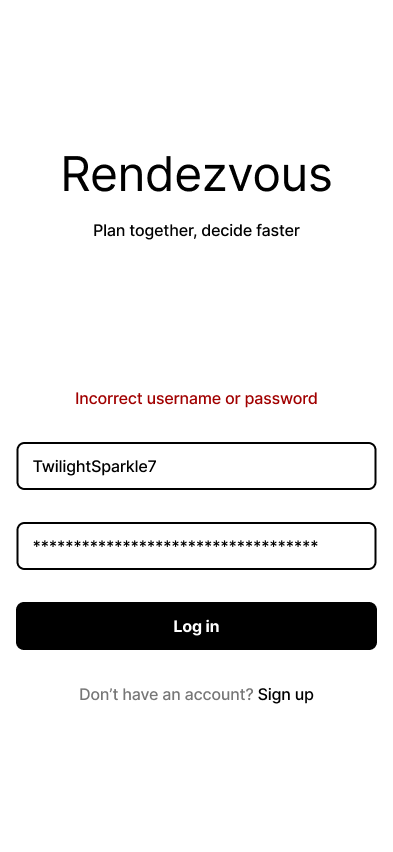 Rendezvous
Plan together, decide faster
Incorrect username or password
TwilightSparkle7
************************************
Log in
Don’t have an account? Sign up